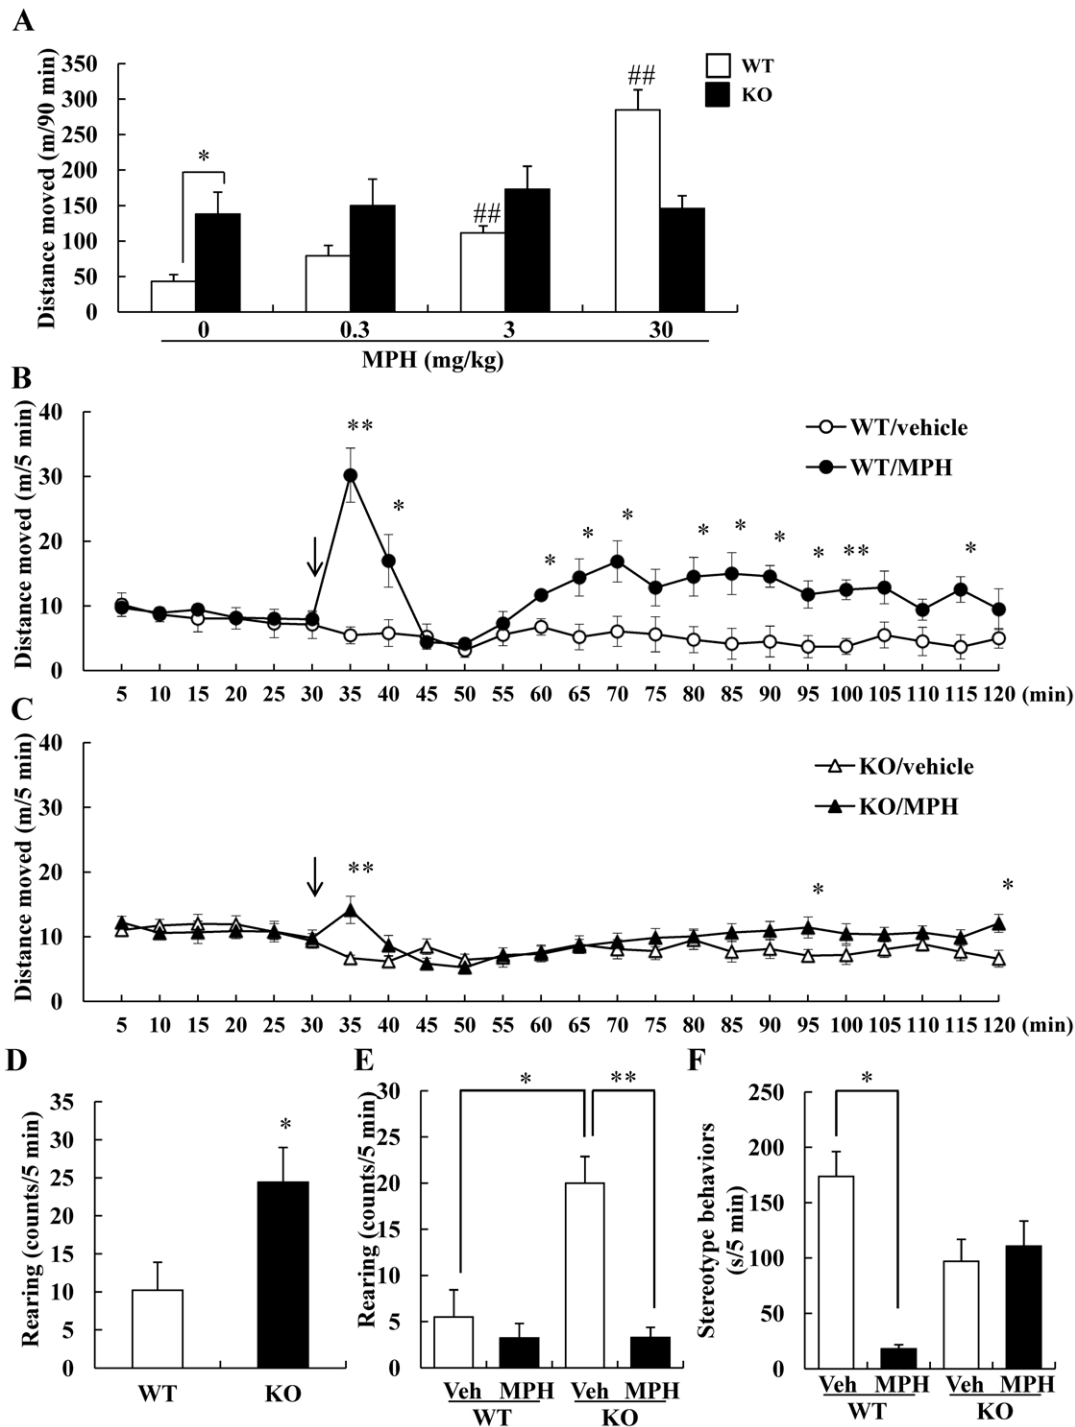 A
Distance moved (m/90 min)
350
300
250
200
150
100
50
0
*
##
##
WT
KO
0 0.3 3 30
MPH (mg/kg)
B
Distance moved (m/5 min)
40
30
20
10
0
** * * * * * * * * ** *
WT/vehicle
WT/MPH
5 10 15 20 25 30 35 40 45 50 55 60 65 70 75 80 85 90 95 100 105 110 115 120 (min)
C
Distance moved (m/5 min)
40
30
20
10
0
** * *
KO/vehicle
KO/MPH
5 10 15 20 25 30 35 40 45 50 55 60 65 70 75 80 85 90 95 100 105 110 115 120 (min)
D
Rearing (counts/5 min)
35
30
25
20
15
10
5
0
*
WT KO
E
Rearing (counts/5 min)
30
25
20
15
10
5
0
* **
Veh MPH Veh MPH
WT KO
F
Stereotype behaviors
(s/5 min)
250
200
150
100
50
0
*
Veh MPH Veh MPH
WT KO